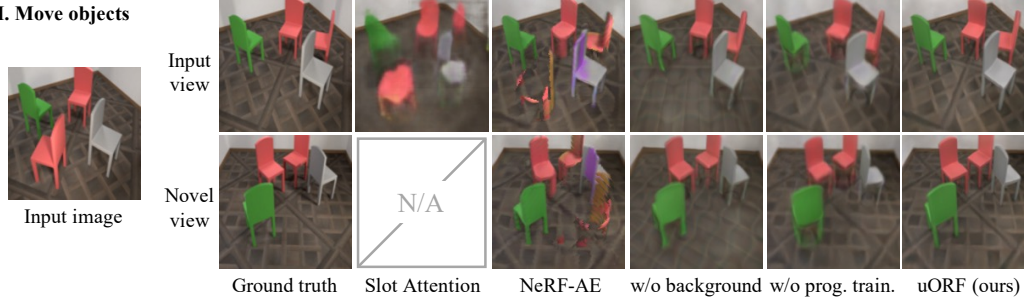 I. Move objects
Input image
Input
view
Novel
view
N/A
Ground truth
Slot Attention
NeRF-AE
w/o background
w/o prog. train.
uORF (ours)